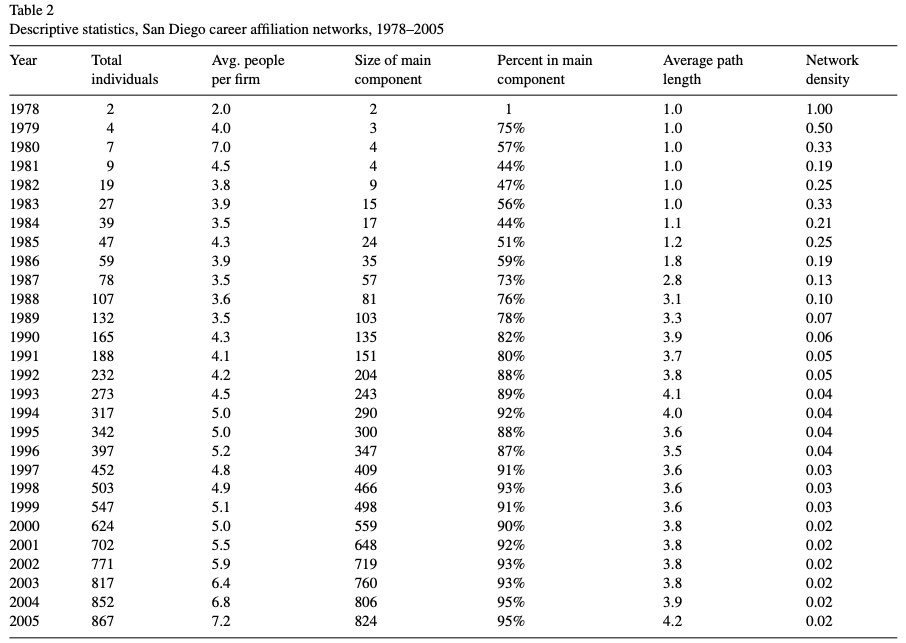 Table 2
Descriptive statistics, San Diego career affiliation networks, 1978–2005
Year Total individuals Avg. people per firm Size of main component Percent in main component Average path length Network density
1978 2 2.0 2 1 1.0 1.00
1979 4 4.0 3 75% 1.0 0.50
1980 7 7.0 4 57% 1.0 0.33
1981 9 4.5 4 44% 1.0 0.19
1982 19 3.8 9 47% 1.0 0.25
1983 27 3.9 15 56% 1.0 0.33
1984 39 3.5 17 44% 1.1 0.21
1985 47 4.3 24 51% 1.2 0.25
1986 59 3.9 35 59% 1.8 0.19
1987 78 3.5 57 73% 2.8 0.13
1988 107 3.6 81 76% 3.1 0.10
1989 132 3.5 103 78% 3.3 0.07
1990 165 4.3 135 82% 3.9 0.06
1991 188 4.1 151 80% 3.7 0.05
1992 232 4.2 204 88% 3.8 0.05
1993 273 4.5 243 89% 4.1 0.04
1994 317 5.0 290 92% 4.0 0.04
1995 342 5.0 300 88% 3.6 0.04
1996 397 5.2 347 87% 3.5 0.04
1997 452 4.8 409 91% 3.6 0.03
1998 503 4.9 466 93% 3.6 0.03
1999 547 5.1 498 91% 3.6 0.03
2000 624 5.0 559 90% 3.8 0.02
2001 702 5.5 648 92% 3.8 0.02
2002 771 5.9 719 93% 3.8 0.02
2003 817 6.4 760 93% 3.8 0.02
2004 852 6.8 806 95% 3.9 0.02
2005 867 7.2 824 95% 4.2 0.02